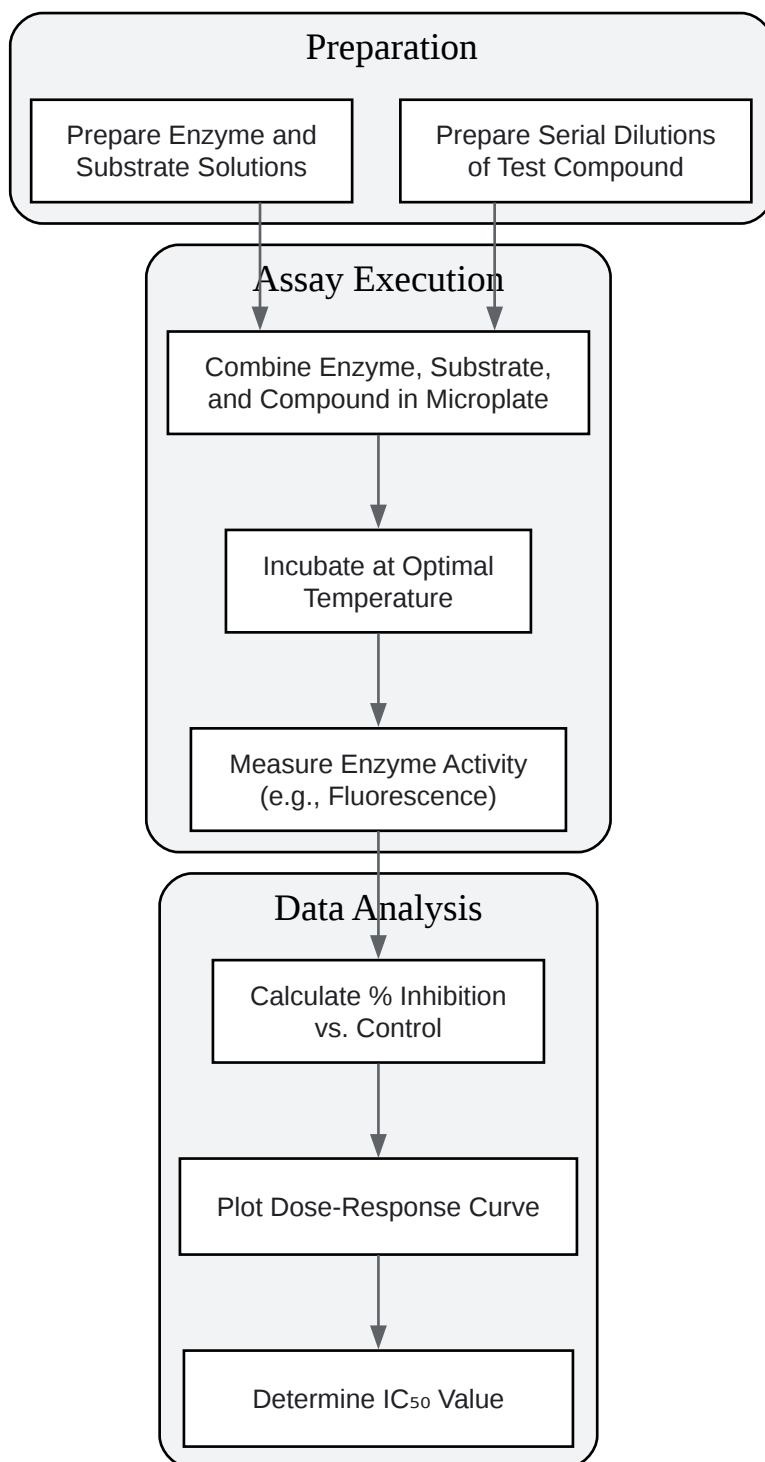 Preparation
Prepare Enzyme and
Substrate Solutions
Prepare Serial Dilutions
of Test Compound
Assay Execution
Combine Enzyme, Substrate,
and Compound in Microplate
Incubate at Optimal
Temperature
Measure Enzyme Activity
(e.g., Fluorescence)
Data Analysis
Calculate % Inhibition
vs. Control
Plot Dose-Response Curve
Determine IC₅₀ Value